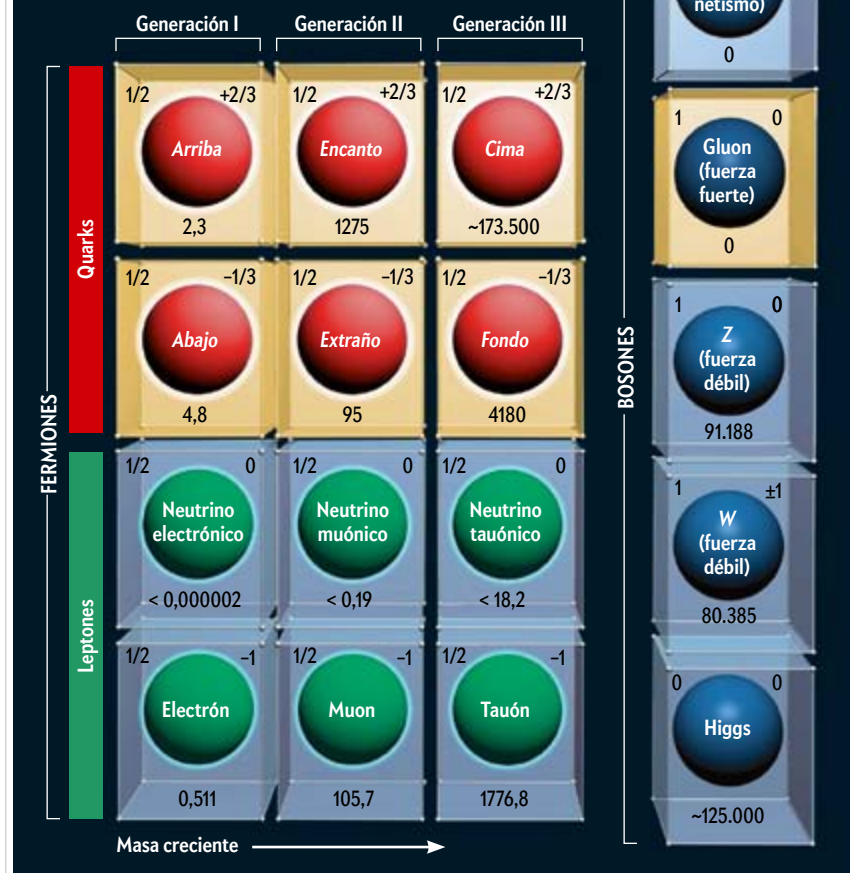 Generación I
Generación II
Generación III
FERMIONES
Quarks
1/2
+2/3
Arriba
2,3
1/2
+2/3
Encanto
1275
1/2
+2/3
Cima
~173.500
1/2
−1/3
Abajo
4,8
1/2
−1/3
Extraño
95
1/2
−1/3
Fondo
4180
Leptones
1/2
0
Neutrino
electrónico
< 0,000002
1/2
0
Neutrino
muónico
< 0,19
1/2
0
Neutrino
tauónico
< 18,2
1/2
−1
Electrón
0,511
1/2
−1
Muon
105,7
1/2
−1
Tauón
1776,8
Masa creciente
BOSONES
netismo)
0
1
0
Gluon
(fuerza
fuerte)
0
1
0
Z
(fuerza
débil)
91.188
1
±1
W
(fuerza
débil)
80.385
0
0
Higgs
~125.000